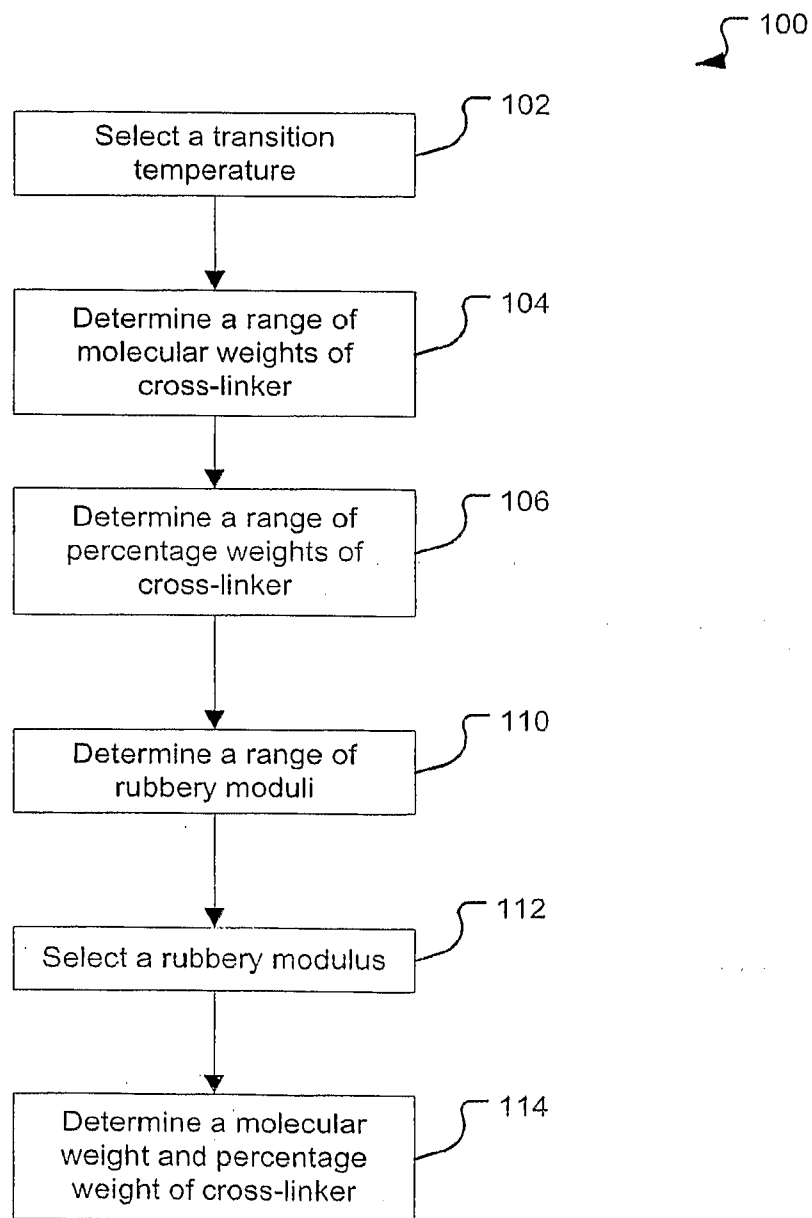 100
102
Select a transition
temperature
104
Determine a range of
molecular weights of
cross-linker
106
Determine a range of
percentage weights of
cross-linker
110
Determine a range of
rubbery moduli
112
Select a rubbery modulus
114
Determine a molecular
weight and percentage
weight of cross-linker